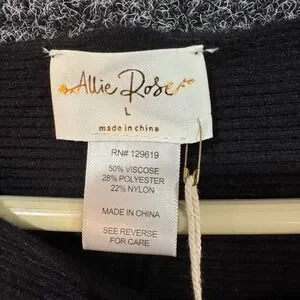 Allie Rose
L
made in china
RN# 129619
50% VISCOSE
28% POLYESTER
22% NYLON
MADE IN CHINA
SEE REVERSE
FOR CARE